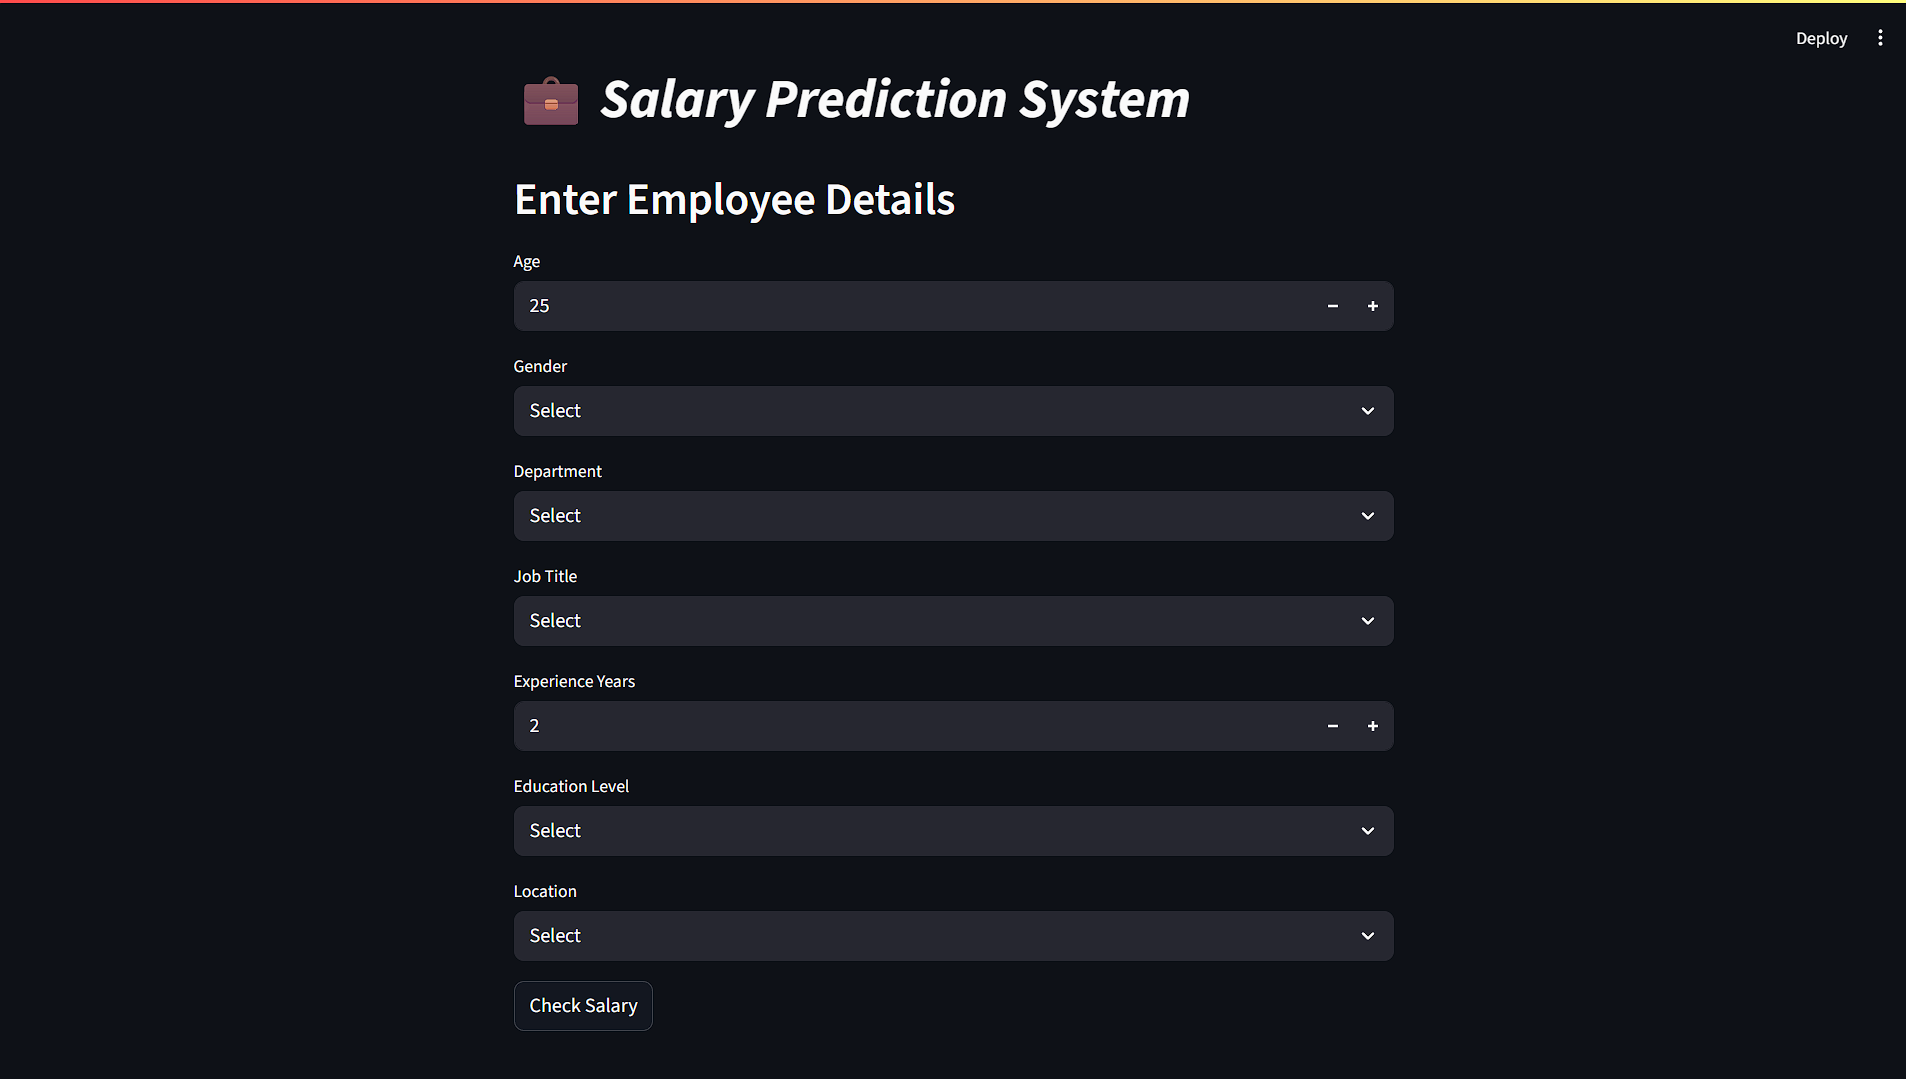 Deploy
Salary Prediction System
Enter Employee Details
Age
25
Gender
Select
Department
Select
Job Title
Select
Experience Years
2
Education Level
Select
Location
Select
Check Salary